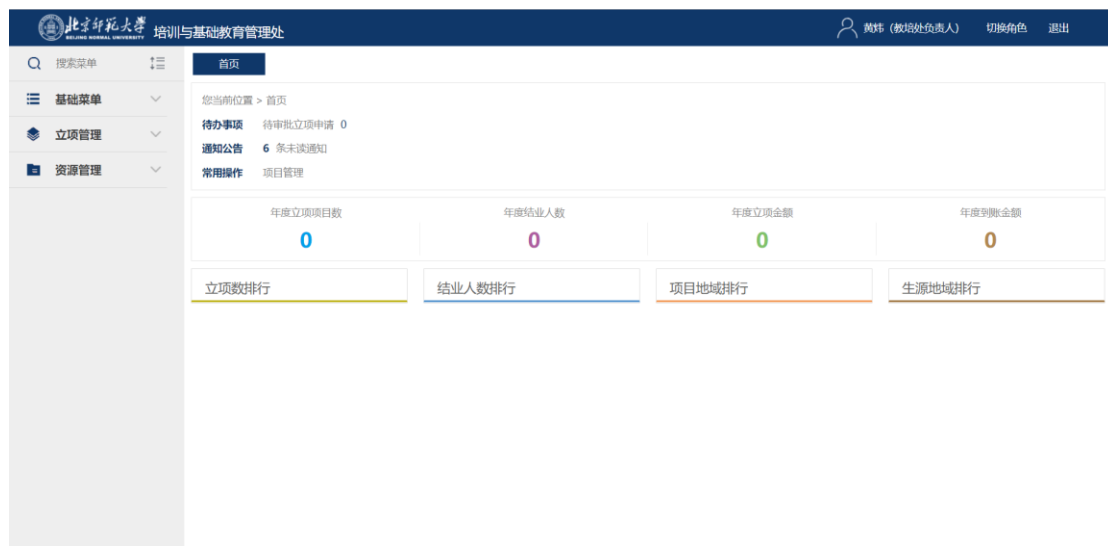 北京师范大学 培训与基础教育管理处
BEIJING NORMAL UNIVERSITY
黄炜（教培处负责人） 切换角色 退出
搜索菜单
首页
基础菜单
立项管理
资源管理
您当前位置 > 首页
待办事项 待审批立项申请 0
通知公告 6 条未读通知
常用操作 项目管理
年度立项项目数 年度结业人数 年度立项金额 年度到账金额
0 0 0 0
立项数排行 结业人数排行 项目地域排行 生源地域排行